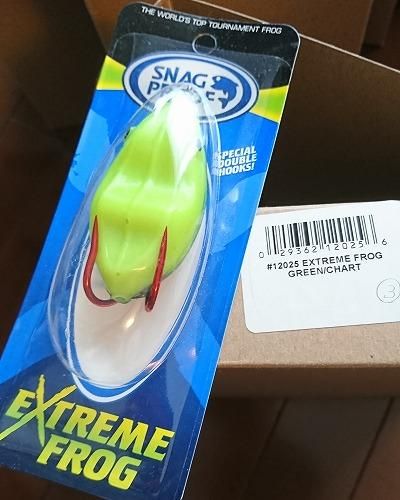 THE WORLD'S TOP TOURNAMENT FROG
SNAG
SPECIAL
DOUBLE
HOOKS!
EXTREME
FROG
0 29362 12025 6
#12025 EXTREME FROG
GREEN/CHART
3